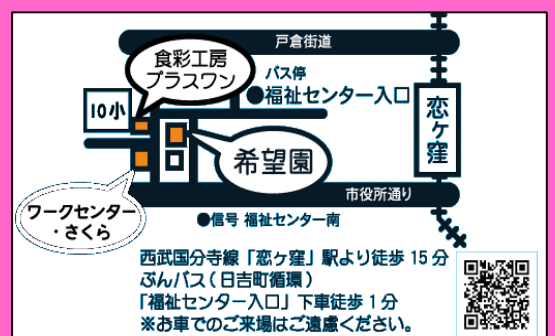 戸倉街道
食彩工房
プラスワン
バス停
●福祉センター入口
10小
恋ヶ窪
希望園
市役所通り
ワークセンター
・さくら
●信号 福祉センター南
西武国分寺線「恋ヶ窪」駅より徒歩15分
ぶんバス(日吉町循環)
「福祉センター入口」下車徒歩1分
※お車でのご来場はご遠慮ください。